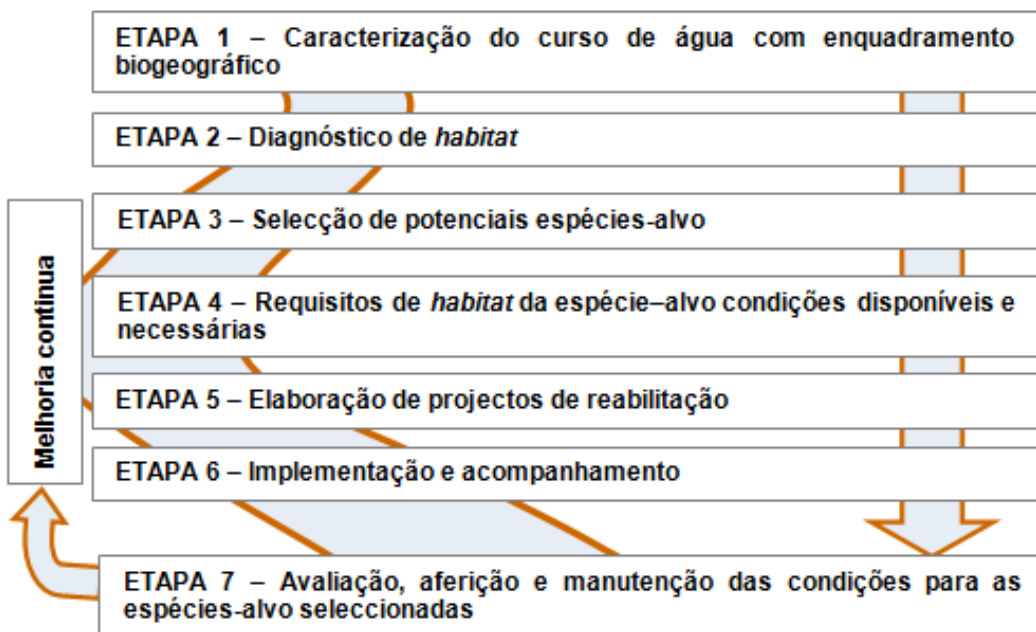 ETAPA 1 – Caracterização do curso de água com enquadramento
biogeográfico
ETAPA 2 – Diagnóstico de habitat
ETAPA 3 – Selecção de potenciais espécies-alvo
ETAPA 4 – Requisitos de habitat da espécie–alvo condições disponíveis e
necessárias
ETAPA 5 – Elaboração de projectos de reabilitação
ETAPA 6 – Implementação e acompanhamento
ETAPA 7 – Avaliação, aferição e manutenção das condições para as
espécies-alvo seleccionadas
Melhoria continua